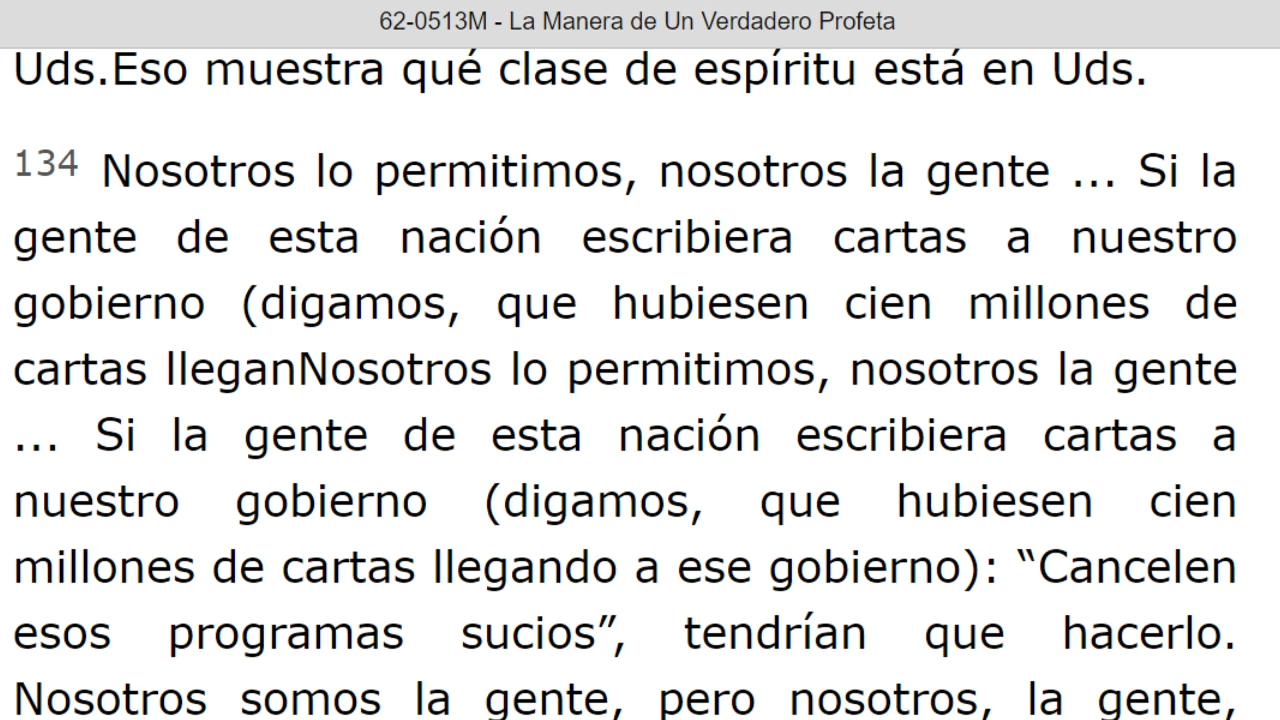 62-0513M - La Manera de Un Verdadero Profeta
Uds.Eso muestra qué clase de espíritu está en Uds.
134 Nosotros lo permitimos, nosotros la gente ... Si la
gente de esta nación escribiera cartas a nuestro
gobierno (digamos, que hubiesen cien millones de
cartas lleganNosotros lo permitimos, nosotros la gente
... Si la gente de esta nación escribiera cartas a
nuestro gobierno (digamos, que hubiesen cien
millones de cartas llegando a ese gobierno): “Cancelen
esos programas sucios”, tendrían que hacerlo.
Nosotros somos la gente, pero nosotros, la gente,